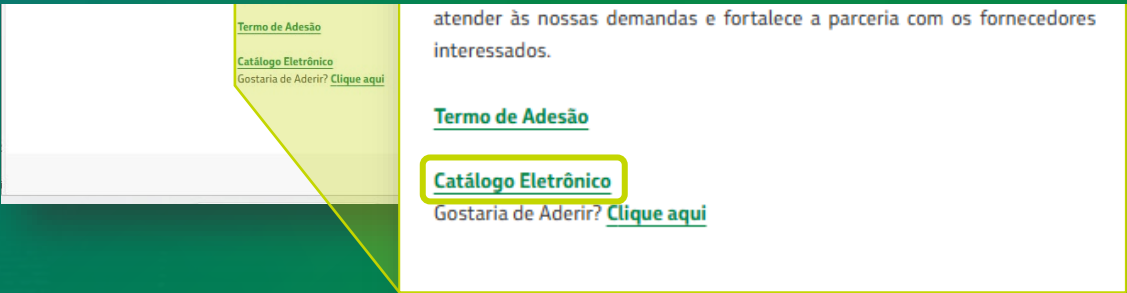 Termo de Adesão
Catálogo Eletrônico
Gostaria de Aderir? Clique aqui
atender às nossas demandas e fortalece a parceria com os fornecedores
interessados.
Termo de Adesão
Catálogo Eletrônico
Gostaria de Aderir? Clique aqui